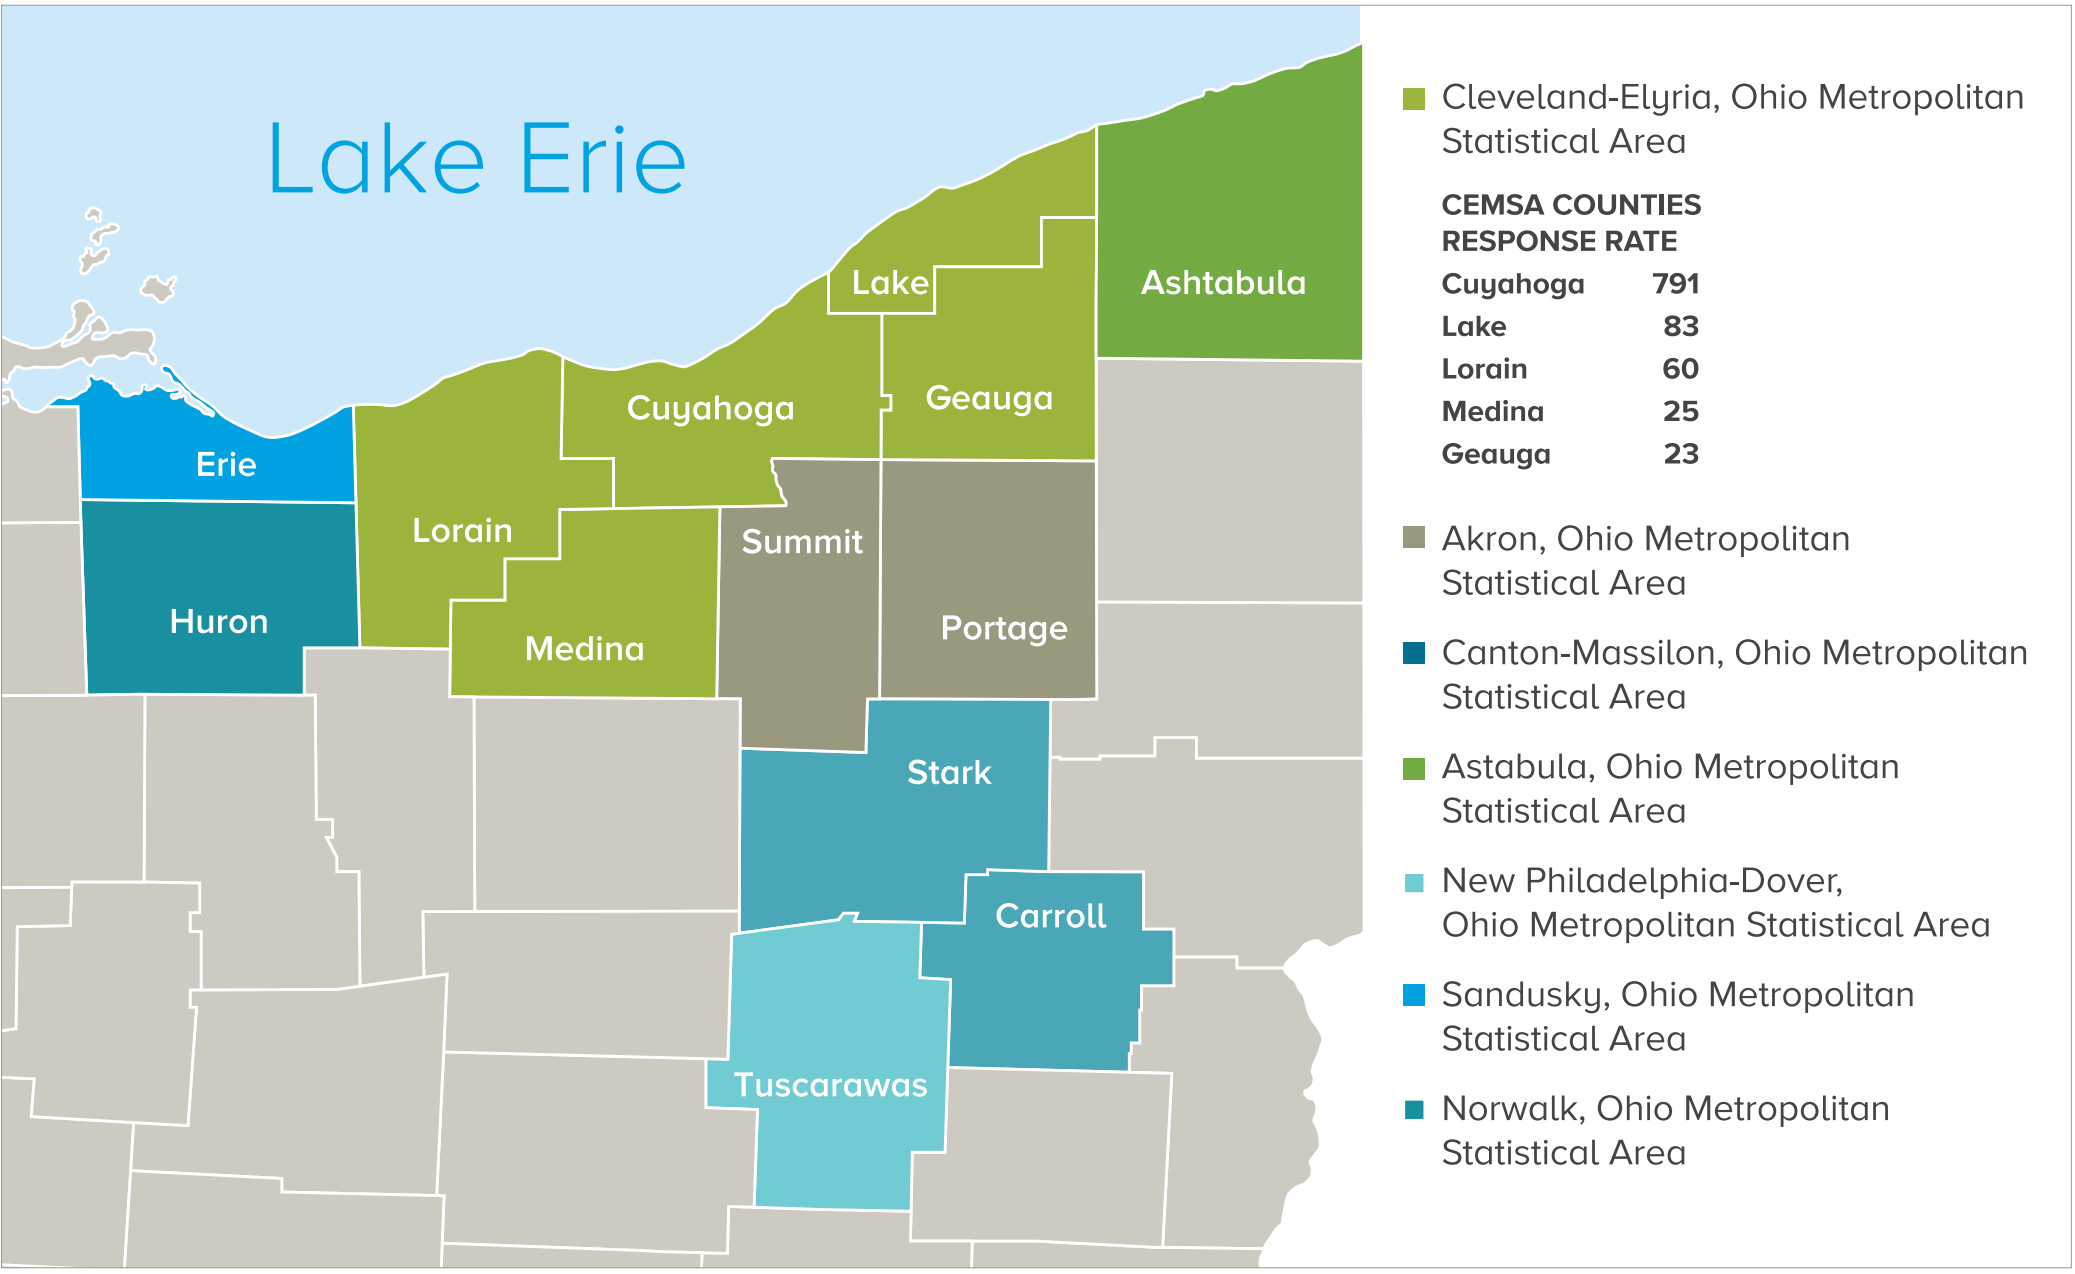 Lake Erie
Lake
Ashtabula
Geauga
Cuyahoga
Erie
Lorain
Summit
Huron
Portage
Medina
Stark
Carroll
Tuscarawas
Cleveland-Elyria, Ohio Metropolitan
Statistical Area
CEMSA COUNTIES
RESPONSE RATE
Cuyahoga 791
Lake 83
Lorain 60
Medina 25
Geauga 23
Akron, Ohio Metropolitan
Statistical Area
Canton-Massilon, Ohio Metropolitan
Statistical Area
Astabula, Ohio Metropolitan
Statistical Area
New Philadelphia-Dover,
Ohio Metropolitan Statistical Area
Sandusky, Ohio Metropolitan
Statistical Area
Norwalk, Ohio Metropolitan
Statistical Area